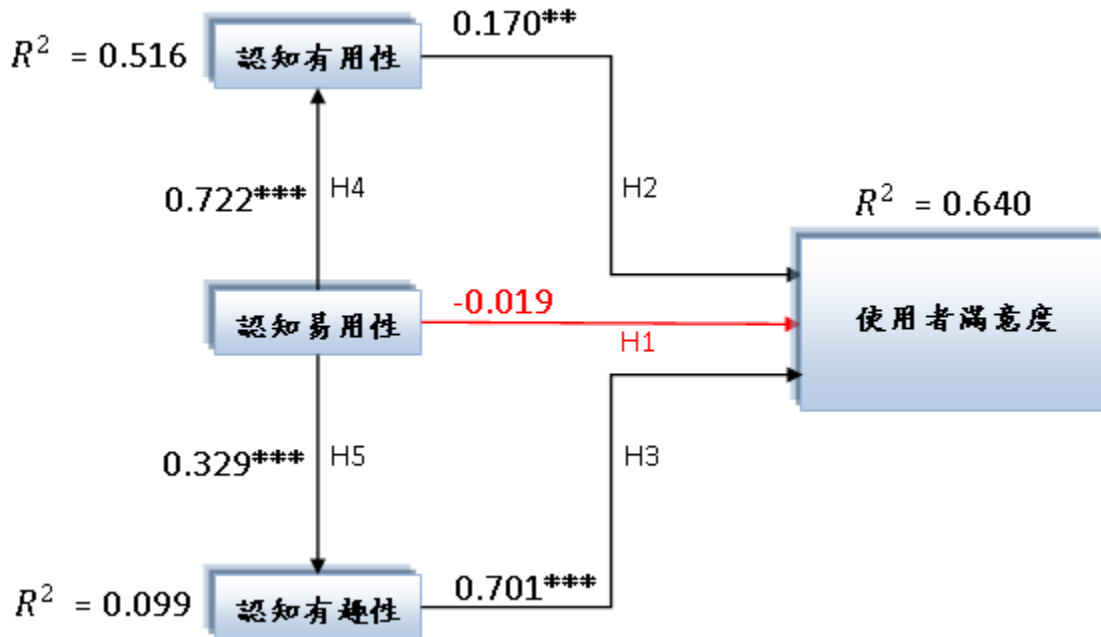 0.170**
R² = 0.516
認知有用性
0.722***
H4
H2
R² = 0.640
-0.019
認知易用性
H1
使用者滿意度
0.329***
H5
H3
R² = 0.099
認知有趣性
0.701***